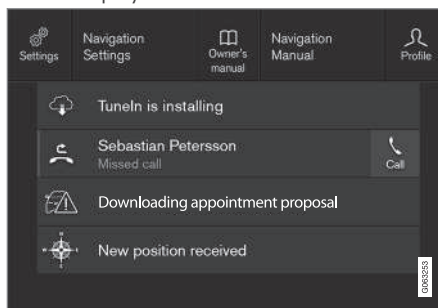 Settings
Navigation
Settings
Owner's
manual
Navigation
Manual
Profile
TuneIn is installing
Sebastian Petersson
Missed call
Call
Downloading appointment proposal
New position received
G063253